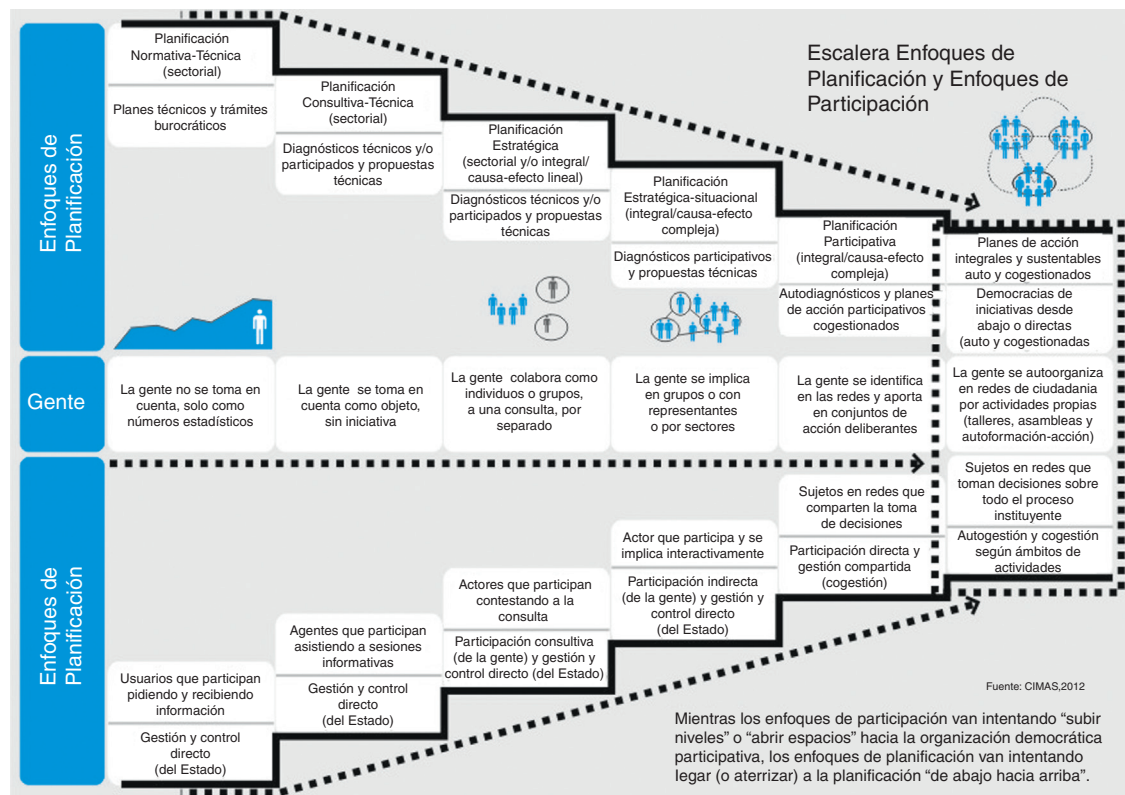 Escalera Enfoques de
Planificación y Enfoques de
Participación
Enfoques de
Planificación
Planificación
Normativa-Técnica
(sectorial)
Planes técnicos y trámites
burocráticos
Planificación
Consultiva-Técnica
(sectorial)
Diagnósticos técnicos y/o
participados y propuestas
técnicas
Planificación
Estratégica
(sectorial y/o integral/
causa-efecto lineal)
Diagnósticos técnicos y/o
participados y propuestas
técnicas
Planificación
Estratégica-situacional
(integral/causa-efecto
compleja)
Diagnósticos participativos
y propuestas técnicas
Planificación
Participativa
(integral/causa-efecto
compleja)
Autodiagnósticos y planes
de acción participativos
cogestionados
Planes de acción
integrales y sustentables
auto y cogestionados
Democracias de
iniciativas desde
abajo o directas
(auto y cogestionadas
Gente
La gente no se toma en
cuenta, solo como
números estadísticos
La gente se toma en
cuenta como objeto,
sin iniciativa
La gente colabora como
individuos o grupos,
a una consulta, por
separado
La gente se implica
en grupos o con
representantes
o por sectores
La gente se identifica
en las redes y aporta
en conjuntos de
acción deliberantes
La gente se autoorganiza
en redes de ciudadania
por actividades propias
(talleres, asambleas y
autoformación-acción)
Enfoques de
Planificación
Usuarios que participan
pidiendo y recibiendo
información
Gestión y control
directo
(del Estado)
Agentes que participan
asistiendo a sesiones
informativas
Gestión y control
directo
(del Estado)
Actores que participan
contestando a la
consulta
Participación consultiva
(de la gente) y gestión y
control directo (del Estado)
Actor que participa y se
implica interactivamente
Participación indirecta
(de la gente) y gestión y
control directo
(del Estado)
Sujetos en redes que
comparten la toma
de decisiones
Participación directa y
gestión compartida
(cogestión)
Sujetos en redes que
toman decisiones sobre
todo el proceso
instituyente
Autogestión y cogestión
según ámbitos de
actividades
Fuente: CIMAS,2012
Mientras los enfoques de participación van intentando “subir
niveles” o “abrir espacios” hacia la organización democrática
participativa, los enfoques de planificación van intentando
legar (o aterrizar) a la planificación “de abajo hacia arriba”.